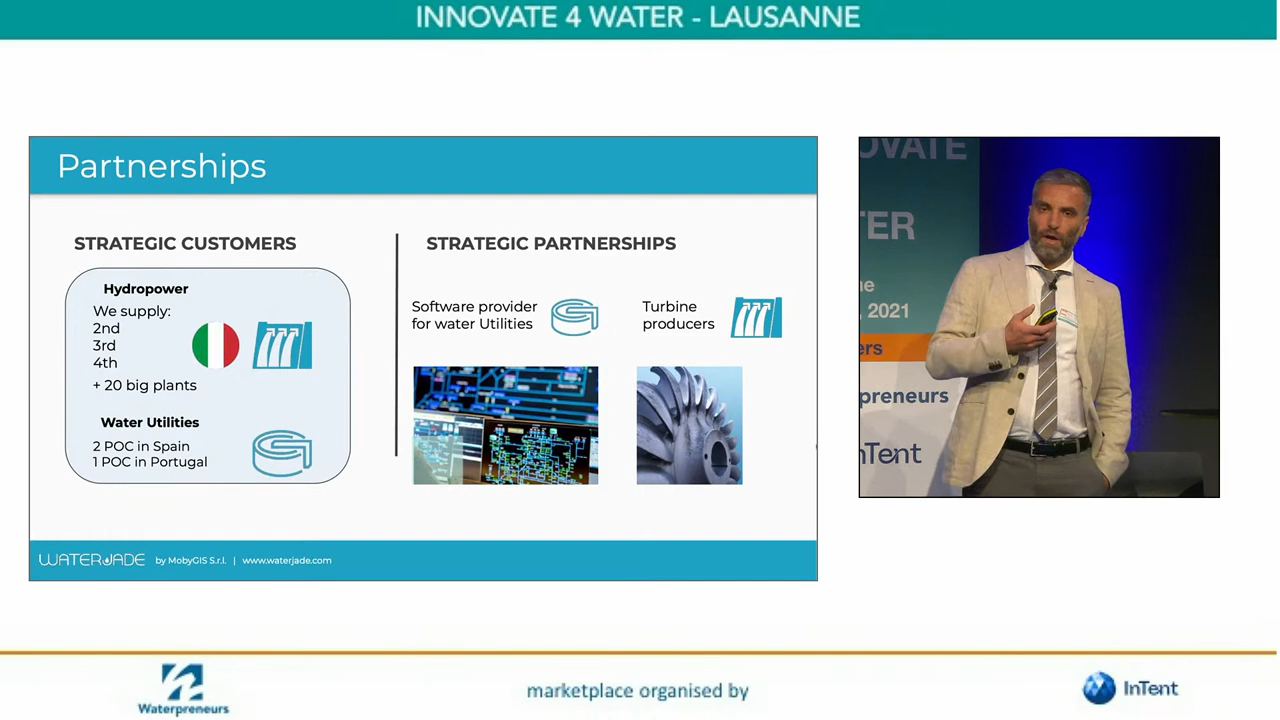 INNOVATE 4 WATER - LAUSANNE
Partnerships
STRATEGIC CUSTOMERS
Hydropower
We supply:
2nd
3rd
4th
+ 20 big plants
Water Utilities
2 POC in Spain
1 POC in Portugal
STRATEGIC PARTNERSHIPS
Software provider
for water Utilities
Turbine
producers
WATERJADE by MobyGIS S.r.l. | www.waterjade.com
OVATE
TER
ne
, 2021
ers
preneurs
nTent
Waterpreneurs
marketplace organised by
InTent